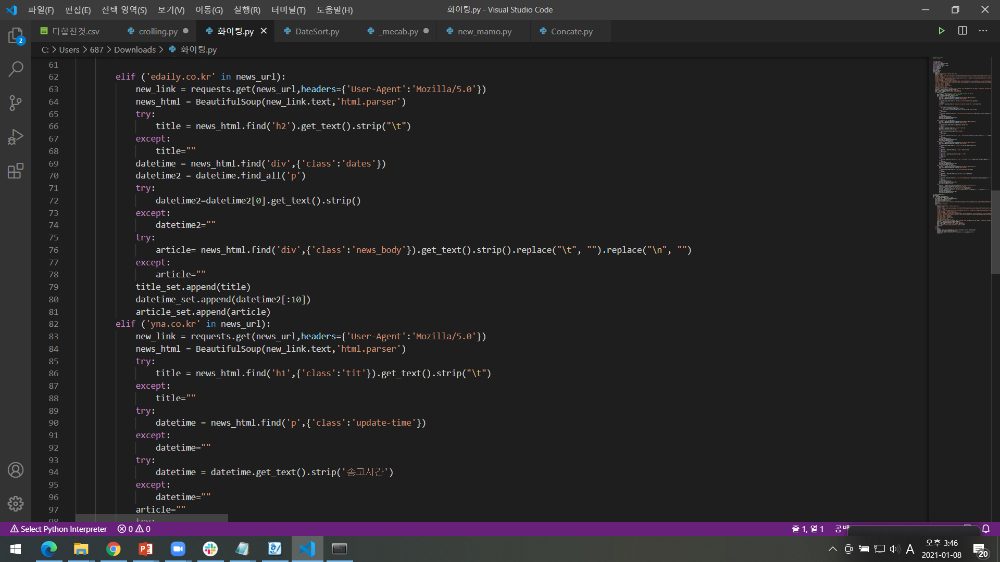 파일(F) 편집(E) 선택 영역(S) 보기(V) 이동(G) 실행(R) 터미널(T) 도움말(H) 화이팅.py - Visual Studio Code
다합친것.csv crolling.py 화이팅.py DateSort.py _mecab.py new_mamo.py Concate.py
2
C: > Users > 687 > Downloads > 화이팅.py
61
62 elif ('edaily.co.kr' in news_url):
63 new_link = requests.get(news_url,headers={'User-Agent':'Mozilla/5.0'})
64 news_html = BeautifulSoup(new_link.text,'html.parser')
65 try:
66 title = news_html.find('h2').get_text().strip("\t")
67 except:
68 title=""
69 datetime = news_html.find('div',{'class':'dates'})
70 datetime2 = datetime.find_all('p')
71 try:
72 datetime2=datetime2[0].get_text().strip()
73 except:
74 datetime2=""
75 try:
76 article= news_html.find('div',{'class':'news_body'}).get_text().strip().replace("\t", "").replace("\n", "")
77 except:
78 article=""
79 title_set.append(title)
80 datetime_set.append(datetime2[:10])
81 article_set.append(article)
82 elif ('yna.co.kr' in news_url):
83 new_link = requests.get(news_url,headers={'User-Agent':'Mozilla/5.0'})
84 news_html = BeautifulSoup(new_link.text,'html.parser')
85 try:
86 title = news_html.find('h1',{'class':'tit'}).get_text().strip("\t")
87 except:
88 title=""
89 try:
90 datetime = news_html.find('p',{'class':'update-time'})
91 except:
92 datetime=""
93 try:
94 datetime = datetime.get_text().strip('송고시간')
95 except:
96 datetime=""
97 article=""
98 try:
Select Python Interpreter 0 0 줄 1, 열 1 공백
A 오후 3:46
2021-01-08
20